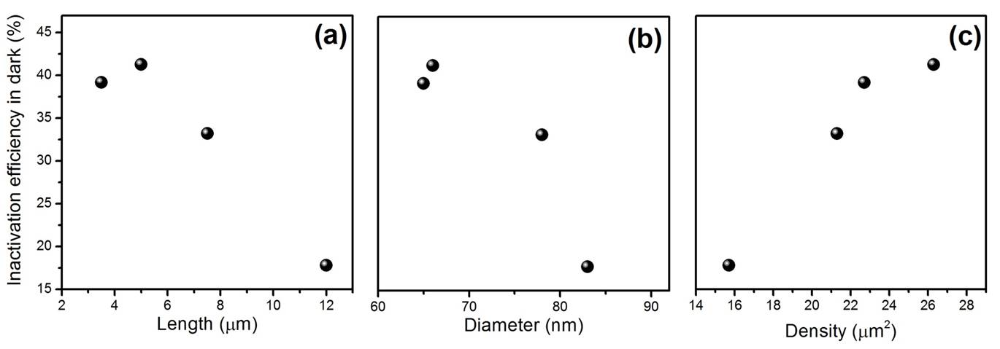 Inactivation efficiency in dark (%)
45
40
35
30
25
20
15
(a)
2 4 6 8 10 12
Length (μm)
(b)
60 70 80 90
Diameter (nm)
(c)
14 16 18 20 22 24 26 28
Density (μm²)